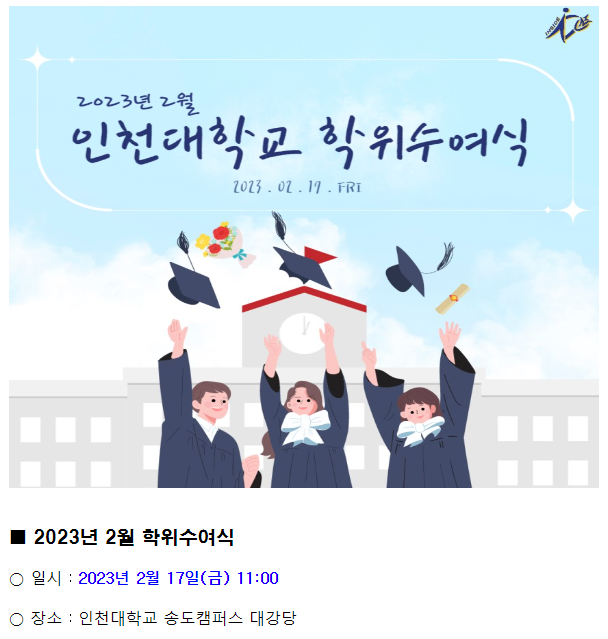 2023년 2월
인천대학교 학위수여식
2023 . 02 . 17 . FRI
■ 2023년 2월 학위수여식
○ 일시 : 2023년 2월 17일(금) 11:00
○ 장소 : 인천대학교 송도캠퍼스 대강당